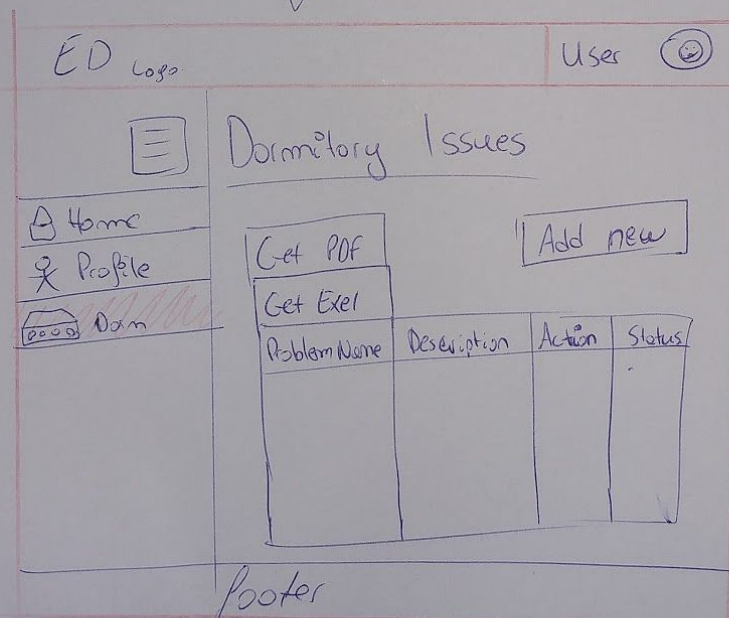 ED Logo
User
Dormitory Issues
Home
Profile
Dorm
Get PDF
Add new
Get Exel
Problem Name
Description
Action
Status
Footer